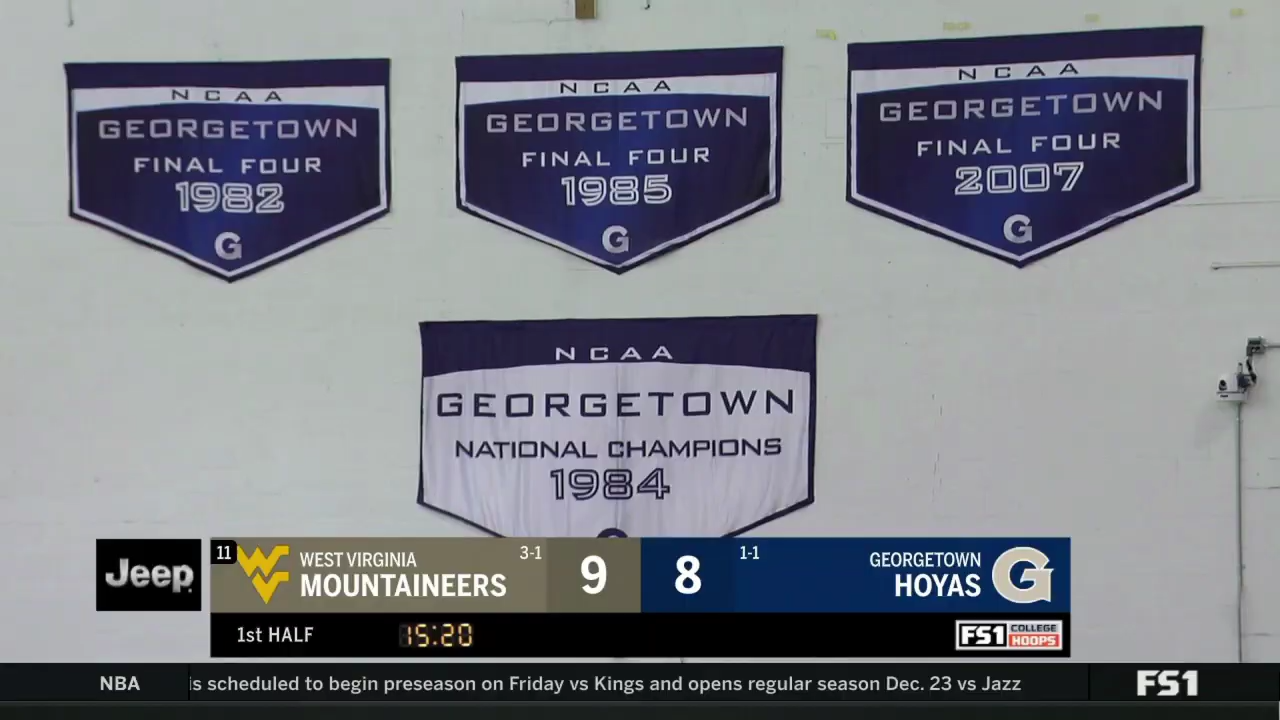 NCAA
GEORGETOWN
FINAL FOUR
1982
G
NCAA
GEORGETOWN
FINAL FOUR
1985
G
NCAA
GEORGETOWN
FINAL FOUR
2007
G
NCAA
GEORGETOWN
NATIONAL CHAMPIONS
1984
Jeep
11 WV WEST VIRGINIA 3-1
MOUNTAINEERS 9
8 1-1 GEORGETOWN
HOYAS G
1st HALF 15:20 FS1 COLLEGE HOOPS
NBA is scheduled to begin preseason on Friday vs Kings and opens regular season Dec. 23 vs Jazz FS1